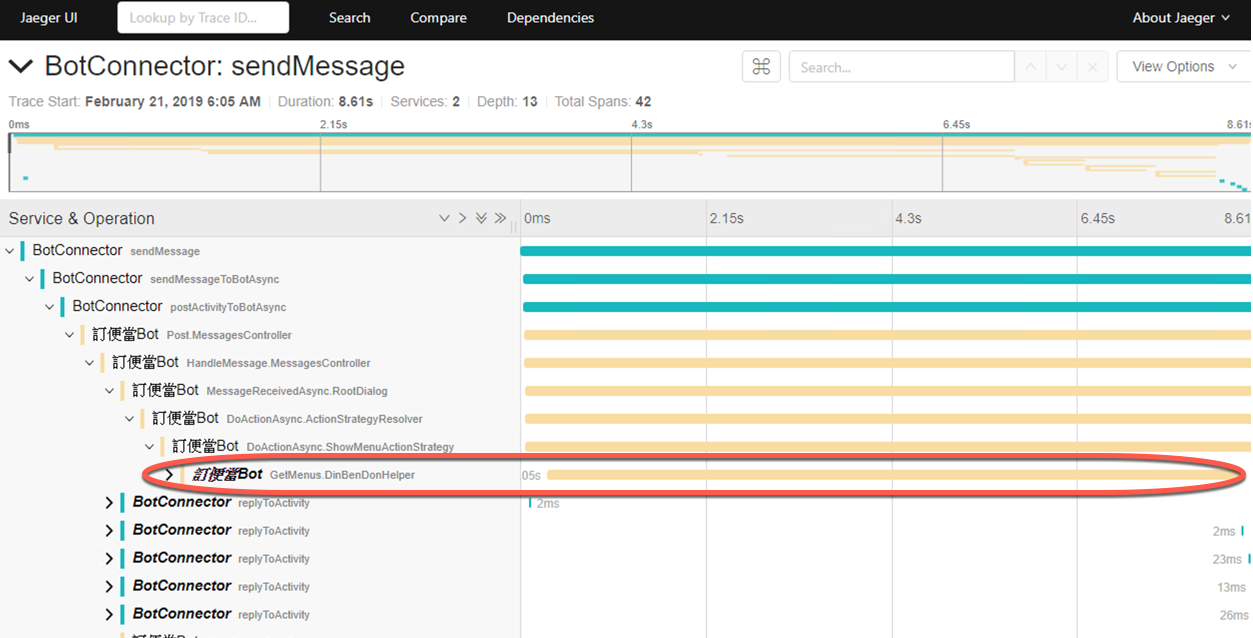 Jaeger UI Lookup by Trace ID... Search Compare Dependencies About Jaeger
BotConnector: sendMessage ⌘ Search... View Options
Trace Start: February 21, 2019 6:05 AM Duration: 8.61s Services: 2 Depth: 13 Total Spans: 42
0ms 2.15s 4.3s 6.45s 8.61s
Service & Operation 0ms 2.15s 4.3s 6.45s 8.61
BotConnector sendMessage
BotConnector sendMessageToBotAsync
BotConnector postActivityToBotAsync
訂便當Bot Post.MessagesController
訂便當Bot HandleMessage.MessagesController
訂便當Bot MessageReceivedAsync.RootDialog
訂便當Bot DoActionAsync.ActionStrategyResolver
訂便當Bot DoActionAsync.ShowMenuActionStrategy
訂便當Bot GetMenus.DinBenDonHelper 05s
BotConnector replyToActivity 2ms
BotConnector replyToActivity 2ms
BotConnector replyToActivity 23ms
BotConnector replyToActivity 13ms
BotConnector replyToActivity 26ms